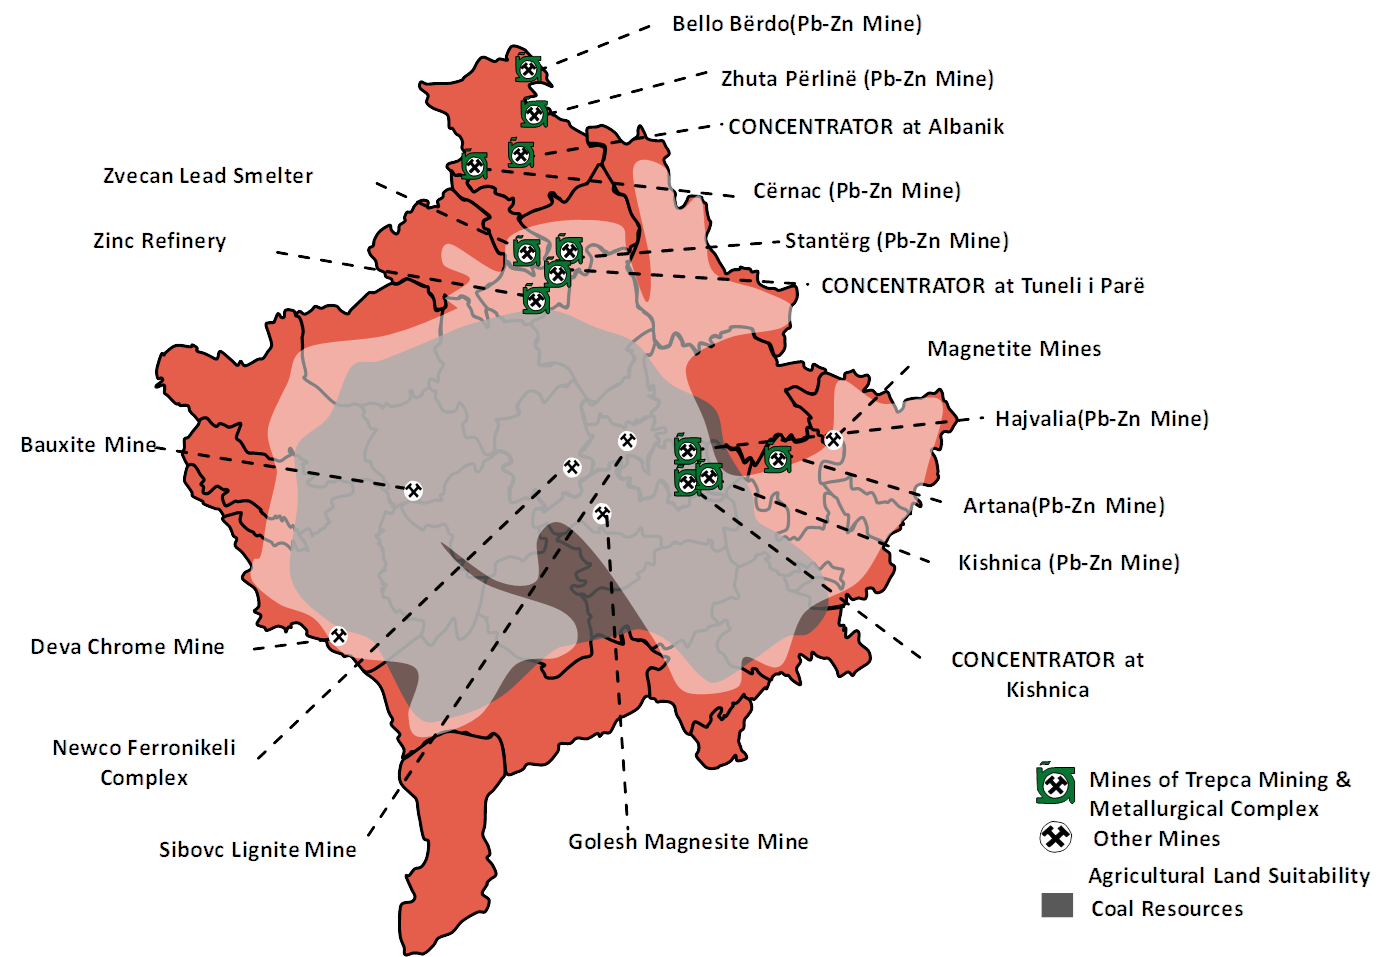 Bello Bërdo(Pb-Zn Mine)
Zhuta Përlinë (Pb-Zn Mine)
CONCENTRATOR at Albanik
Zvecan Lead Smelter
Cërnac (Pb-Zn Mine)
Zinc Refinery
Stantërg (Pb-Zn Mine)
CONCENTRATOR at Tuneli i Parë
Magnetite Mines
Hajvalia(Pb-Zn Mine)
Bauxite Mine
Artana(Pb-Zn Mine)
Kishnica (Pb-Zn Mine)
Deva Chrome Mine
CONCENTRATOR at
Kishnica
Newco Ferronikeli
Complex
Sibovc Lignite Mine
Golesh Magnesite Mine
Mines of Trepca Mining &
Metallurgical Complex
Other Mines
Agricultural Land Suitability
Coal Resources